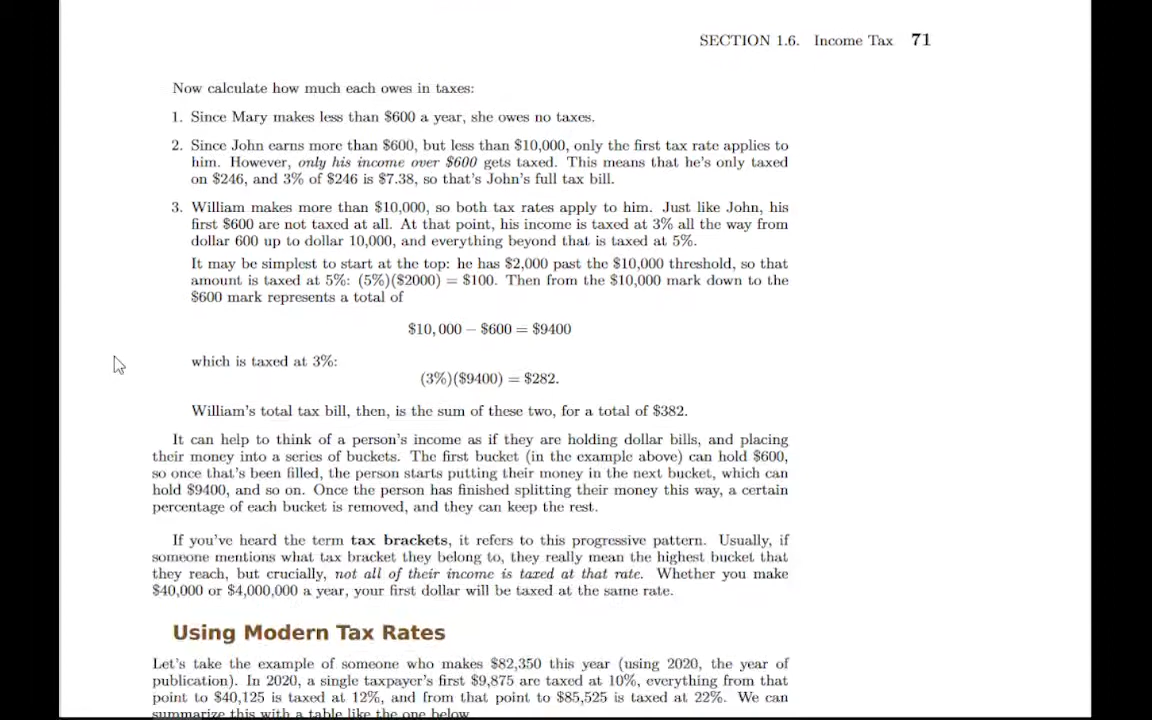 SECTION 1.6. Income Tax 71
Now calculate how much each owes in taxes:
1. Since Mary makes less than $600 a year, she owes no taxes.
2. Since John earns more than $600, but less than $10,000, only the first tax rate applies to
him. However, only his income over $600 gets taxed. This means that he's only taxed
on $246, and 3% of $246 is $7.38, so that's John's full tax bill.
3. William makes more than $10,000, so both tax rates apply to him. Just like John, his
first $600 are not taxed at all. At that point, his income is taxed at 3% all the way from
dollar 600 up to dollar 10,000, and everything beyond that is taxed at 5%.
It may be simplest to start at the top: he has $2,000 past the $10,000 threshold, so that
amount is taxed at 5%: (5%)($2000) = $100. Then from the $10,000 mark down to the
$600 mark represents a total of
$10,000 − $600 = $9400
which is taxed at 3%:
(3%)($9400) = $282.
William's total tax bill, then, is the sum of these two, for a total of $382.
It can help to think of a person's income as if they are holding dollar bills, and placing
their money into a series of buckets. The first bucket (in the example above) can hold $600,
so once that's been filled, the person starts putting their money in the next bucket, which can
hold $9400, and so on. Once the person has finished splitting their money this way, a certain
percentage of each bucket is removed, and they can keep the rest.
If you've heard the term tax brackets, it refers to this progressive pattern. Usually, if
someone mentions what tax bracket they belong to, they really mean the highest bucket that
they reach, but crucially, not all of their income is taxed at that rate. Whether you make
$40,000 or $4,000,000 a year, your first dollar will be taxed at the same rate.
Using Modern Tax Rates
Let's take the example of someone who makes $82,350 this year (using 2020, the year of
publication). In 2020, a single taxpayer's first $9,875 are taxed at 10%, everything from that
point to $40,125 is taxed at 12%, and from that point to $85,525 is taxed at 22%. We can
summarize this with a table like the one below